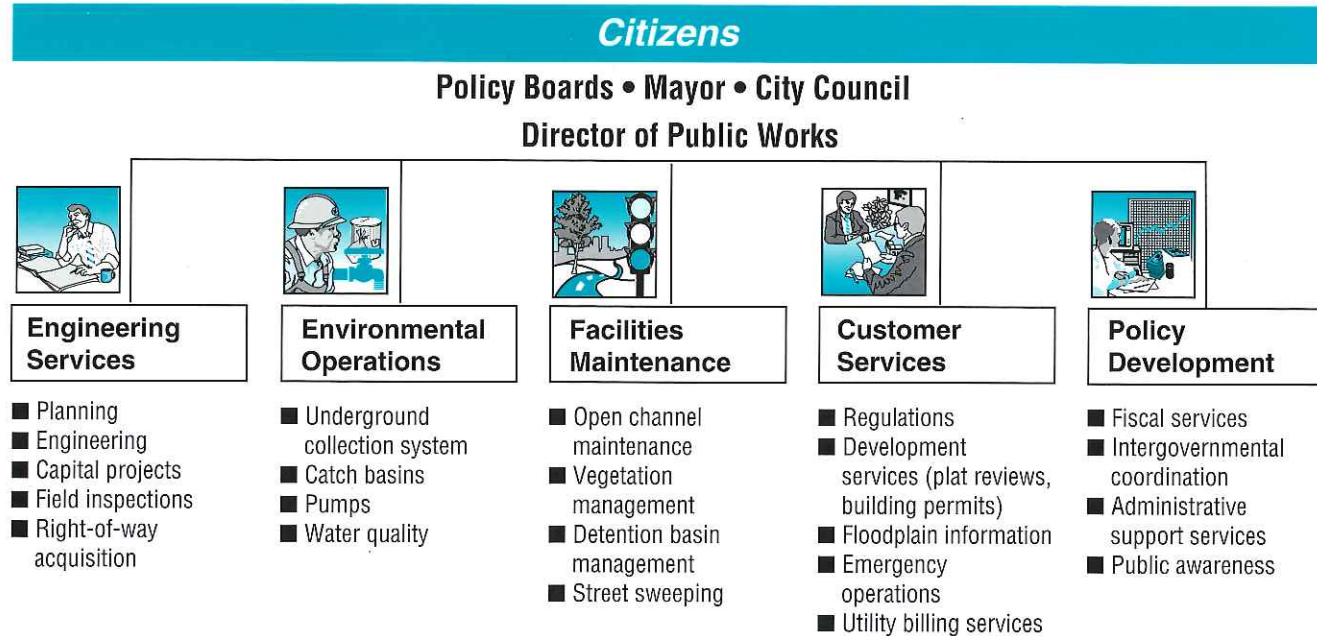 Citizens
Policy Boards • Mayor • City Council
Director of Public Works
Engineering
Services
■ Planning
■ Engineering
■ Capital projects
■ Field inspections
■ Right-of-way
acquisition
Environmental
Operations
■ Underground
collection system
■ Catch basins
■ Pumps
■ Water quality
Facilities
Maintenance
■ Open channel
maintenance
■ Vegetation
management
■ Detention basin
management
■ Street sweeping
Customer
Services
■ Regulations
■ Development
services (plat reviews,
building permits)
■ Floodplain information
■ Emergency
operations
■ Utility billing services
Policy
Development
■ Fiscal services
■ Intergovernmental
coordination
■ Administrative
support services
■ Public awareness